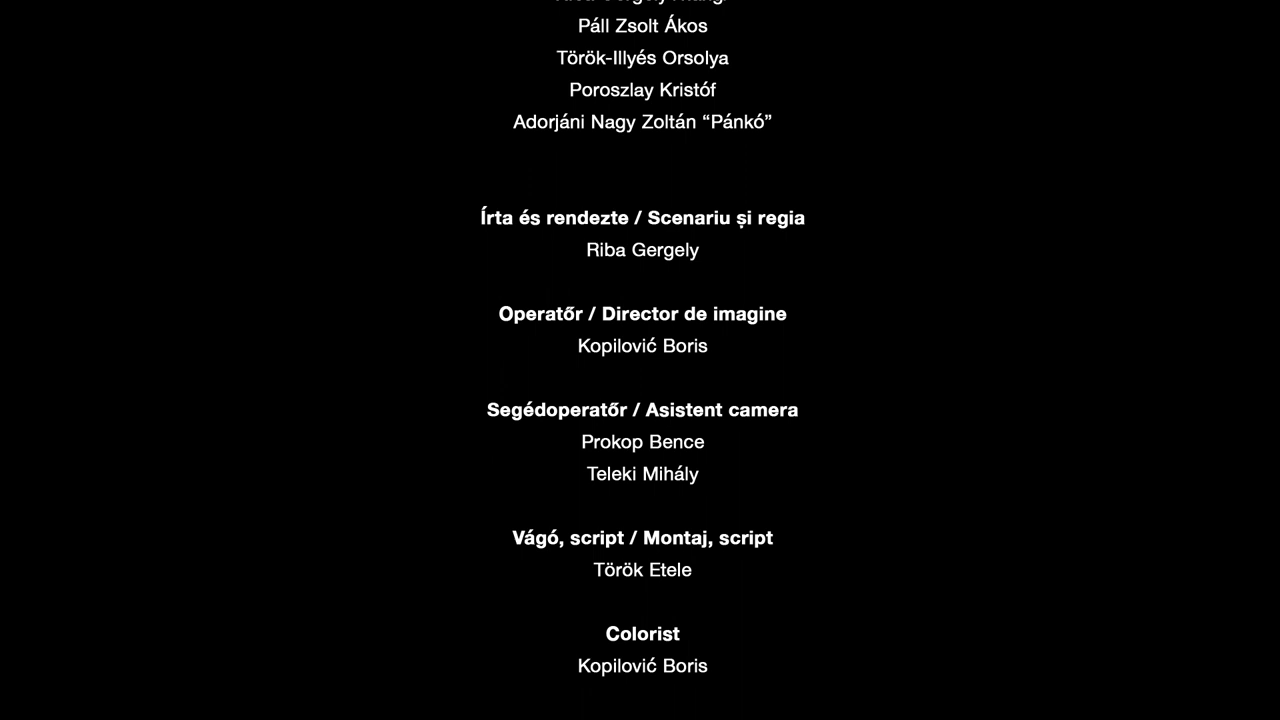 Páll Zsolt Ákos
Török-Illyés Orsolya
Poroszlay Kristóf
Adorjáni Nagy Zoltán “Pánkó”
Írta és rendezte / Scenariu și regia
Riba Gergely
Operatőr / Director de imagine
Kopilović Boris
Segédoperatőr / Asistent camera
Prokop Bence
Teleki Mihály
Vágó, script / Montaj, script
Török Etele
Colorist
Kopilović Boris